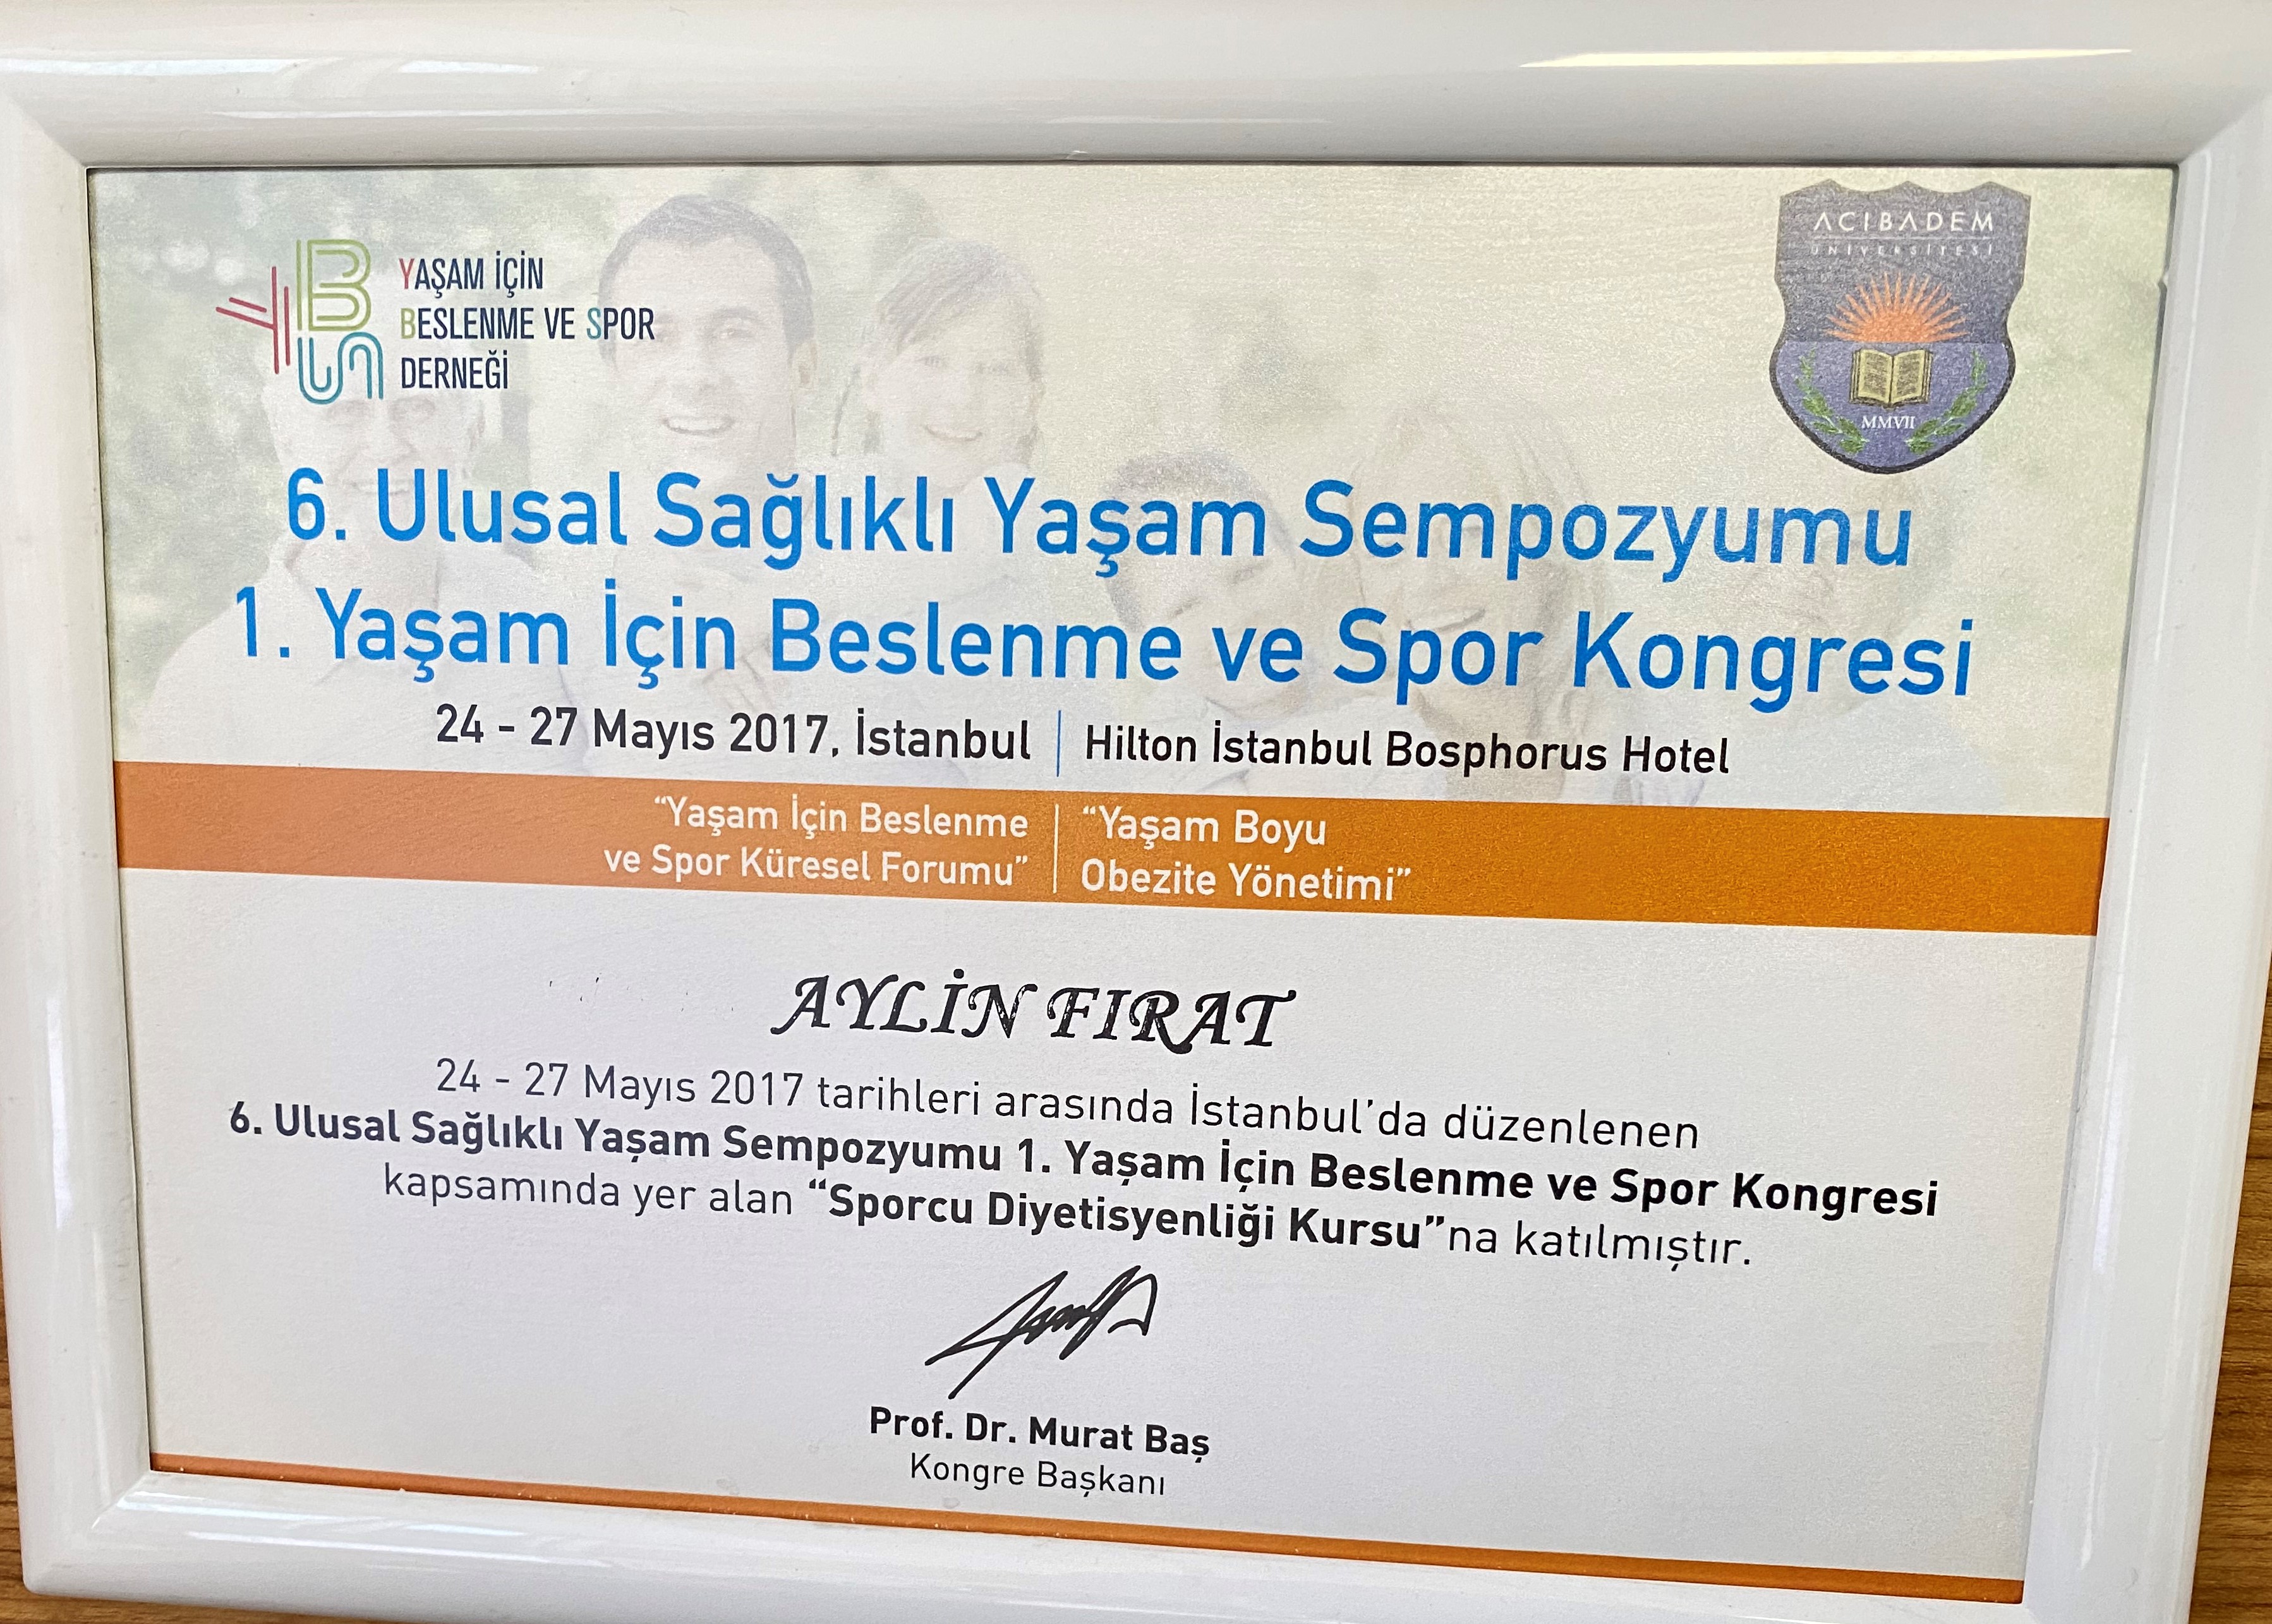 YAŞAM İÇİN
BESLENME VE SPOR
DERNEĞİ
ACIBADEM
ÜNİVERSİTESİ
MMVII
6. Ulusal Sağlıklı Yaşam Sempozyumu
1. Yaşam İçin Beslenme ve Spor Kongresi
24 - 27 Mayıs 2017, İstanbul | Hilton İstanbul Bosphorus Hotel
“Yaşam İçin Beslenme
ve Spor Küresel Forumu”
“Yaşam Boyu
Obezite Yönetimi”
AYLİN FIRAT
24 - 27 Mayıs 2017 tarihleri arasında İstanbul’da düzenlenen
6. Ulusal Sağlıklı Yaşam Sempozyumu 1. Yaşam İçin Beslenme ve Spor Kongresi
kapsamında yer alan “Sporcu Diyetisyenliği Kursu”na katılmıştır.
Prof. Dr. Murat Baş
Kongre Başkanı